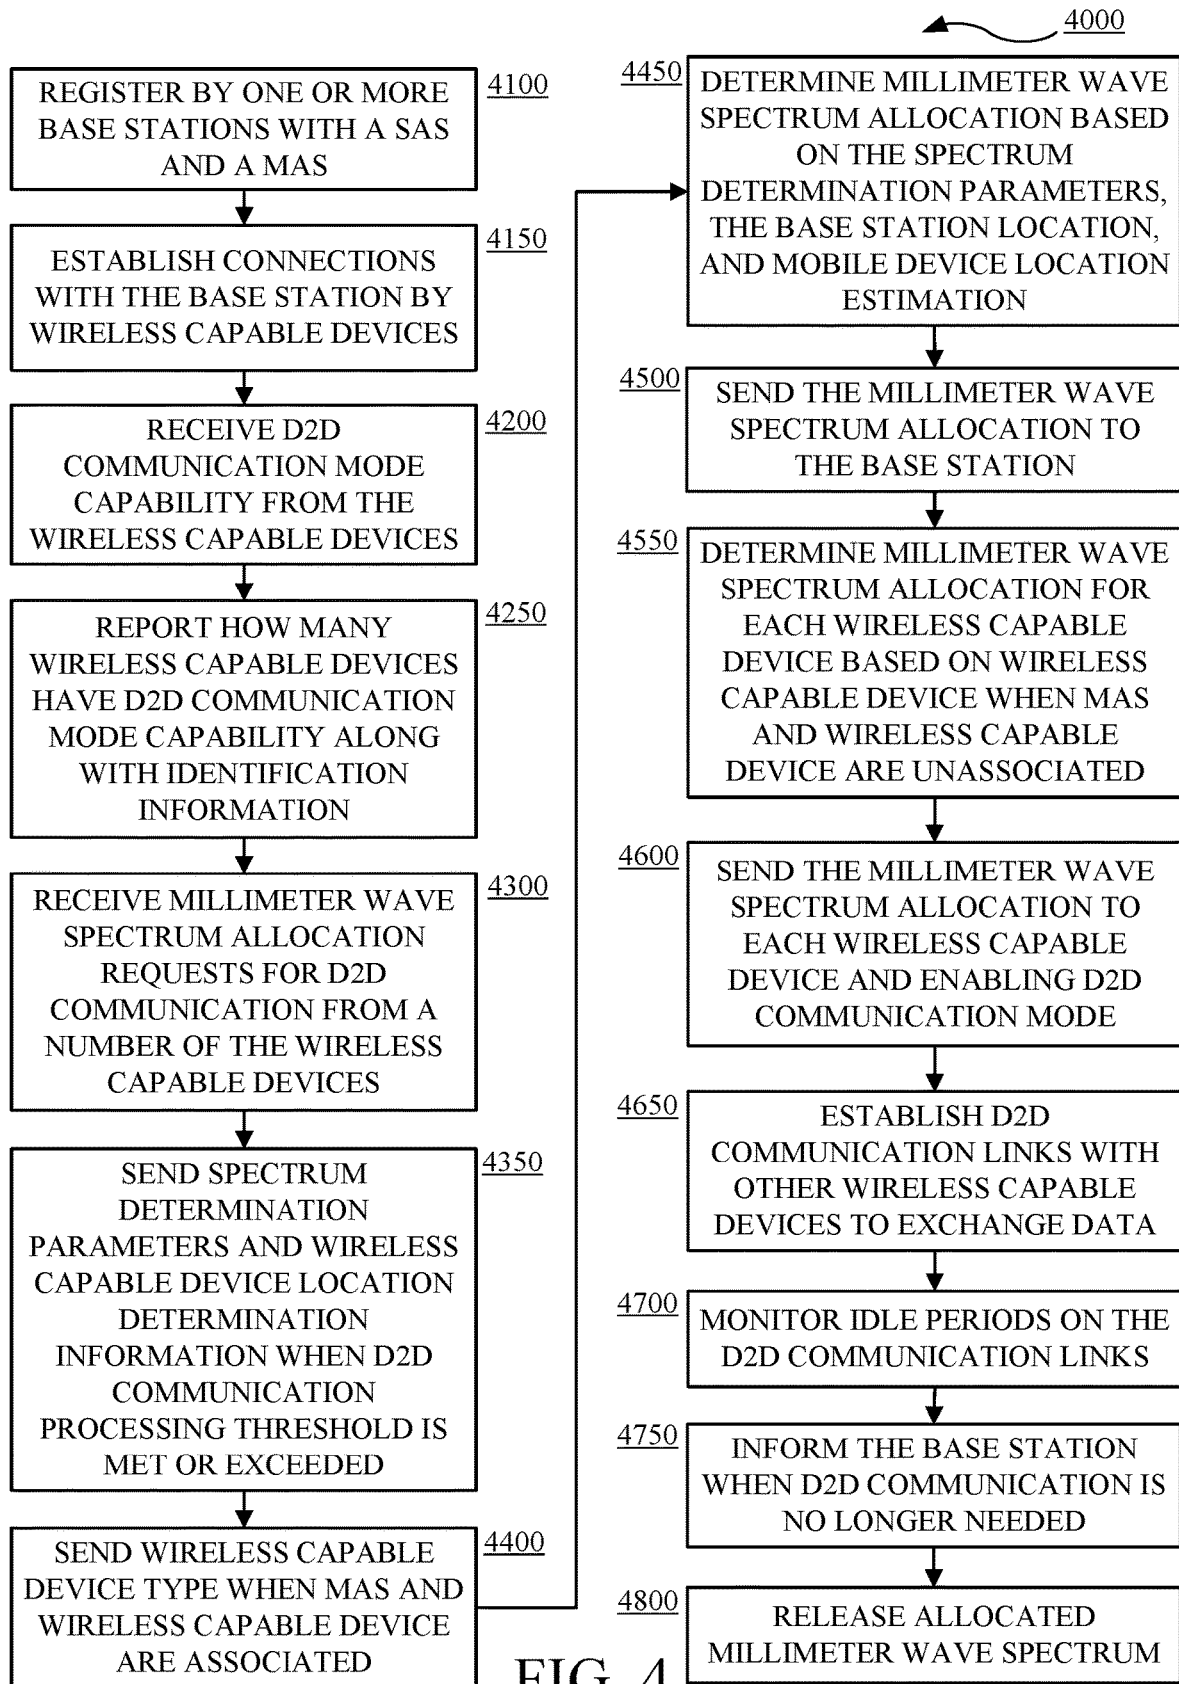 4000
REGISTER BY ONE OR MORE
BASE STATIONS WITH A SAS
AND A MAS
4100
ESTABLISH CONNECTIONS
WITH THE BASE STATION BY
WIRELESS CAPABLE DEVICES
4150
RECEIVE D2D
COMMUNICATION MODE
CAPABILITY FROM THE
WIRELESS CAPABLE DEVICES
4200
REPORT HOW MANY
WIRELESS CAPABLE DEVICES
HAVE D2D COMMUNICATION
MODE CAPABILITY ALONG
WITH IDENTIFICATION
INFORMATION
4250
RECEIVE MILLIMETER WAVE
SPECTRUM ALLOCATION
REQUESTS FOR D2D
COMMUNICATION FROM A
NUMBER OF THE WIRELESS
CAPABLE DEVICES
4300
SEND SPECTRUM
DETERMINATION
PARAMETERS AND WIRELESS
CAPABLE DEVICE LOCATION
DETERMINATION
INFORMATION WHEN D2D
COMMUNICATION
PROCESSING THRESHOLD IS
MET OR EXCEEDED
4350
SEND WIRELESS CAPABLE
DEVICE TYPE WHEN MAS AND
WIRELESS CAPABLE DEVICE
ARE ASSOCIATED
4400
4450
DETERMINE MILLIMETER WAVE
SPECTRUM ALLOCATION BASED
ON THE SPECTRUM
DETERMINATION PARAMETERS,
THE BASE STATION LOCATION,
AND MOBILE DEVICE LOCATION
ESTIMATION
4500
SEND THE MILLIMETER WAVE
SPECTRUM ALLOCATION TO
THE BASE STATION
4550
DETERMINE MILLIMETER WAVE
SPECTRUM ALLOCATION FOR
EACH WIRELESS CAPABLE
DEVICE BASED ON WIRELESS
CAPABLE DEVICE WHEN MAS
AND WIRELESS CAPABLE
DEVICE ARE UNASSOCIATED
4600
SEND THE MILLIMETER WAVE
SPECTRUM ALLOCATION TO
EACH WIRELESS CAPABLE
DEVICE AND ENABLING D2D
COMMUNICATION MODE
4650
ESTABLISH D2D
COMMUNICATION LINKS WITH
OTHER WIRELESS CAPABLE
DEVICES TO EXCHANGE DATA
4700
MONITOR IDLE PERIODS ON THE
D2D COMMUNICATION LINKS
4750
INFORM THE BASE STATION
WHEN D2D COMMUNICATION IS
NO LONGER NEEDED
4800
RELEASE ALLOCATED
MILLIMETER WAVE SPECTRUM
FIG. 4